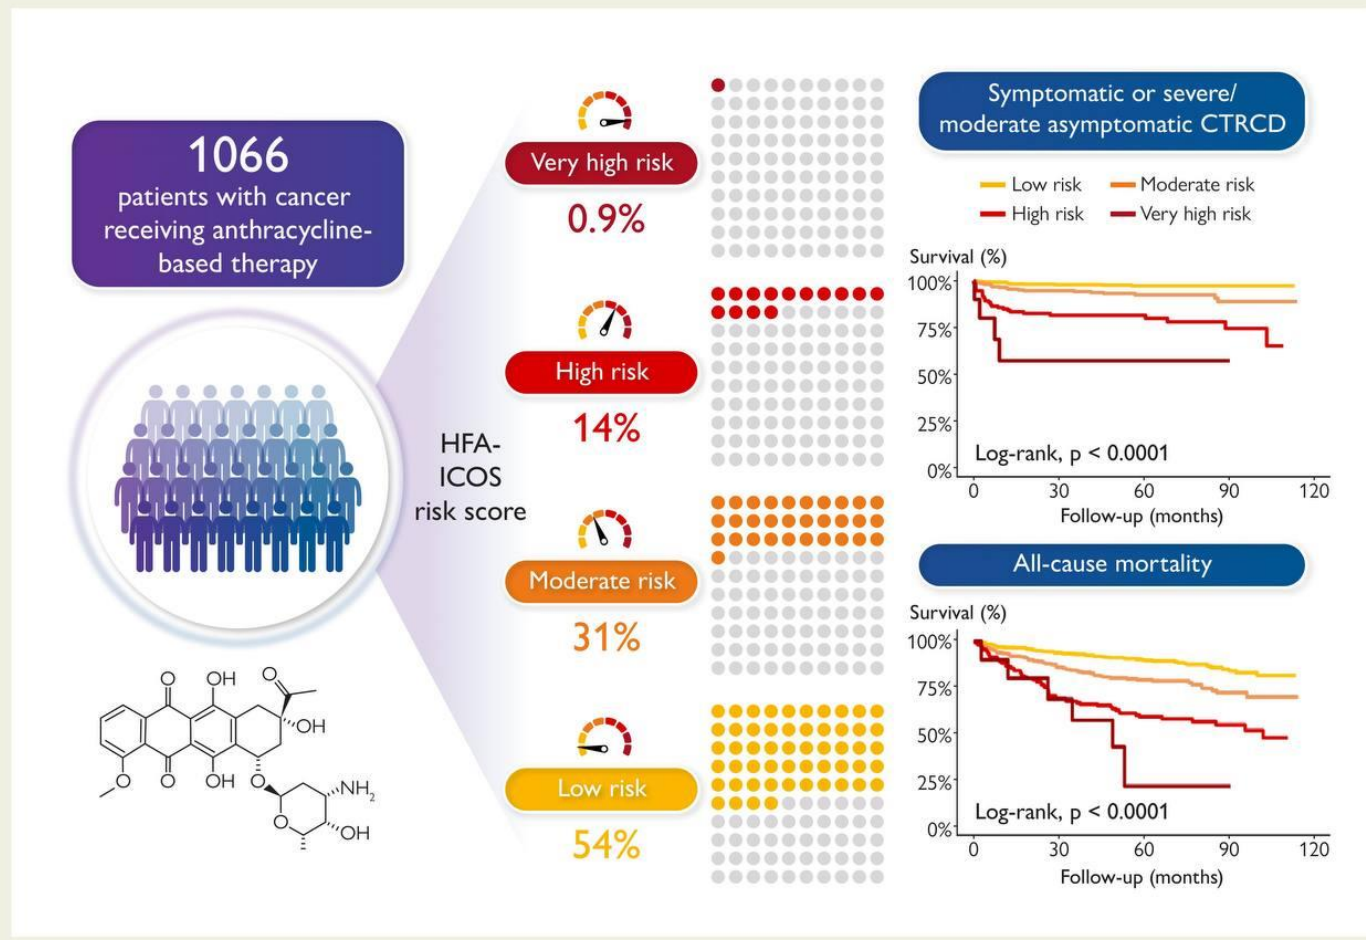 1066
patients with cancer
receiving anthracycline-
based therapy
HFA-
ICOS
risk score
Very high risk
0.9%
High risk
14%
Moderate risk
31%
Low risk
54%
O
OH
O
OH
O
O
OH
O
NH2
O
OH
Symptomatic or severe/
moderate asymptomatic CTRCD
Low risk
Moderate risk
High risk
Very high risk
Survival (%)
100%
75%
50%
25%
0%
Log-rank, p < 0.0001
0 30 60 90 120
Follow-up (months)
All-cause mortality
Survival (%)
100%
75%
50%
25%
0%
Log-rank, p < 0.0001
0 30 60 90 120
Follow-up (months)